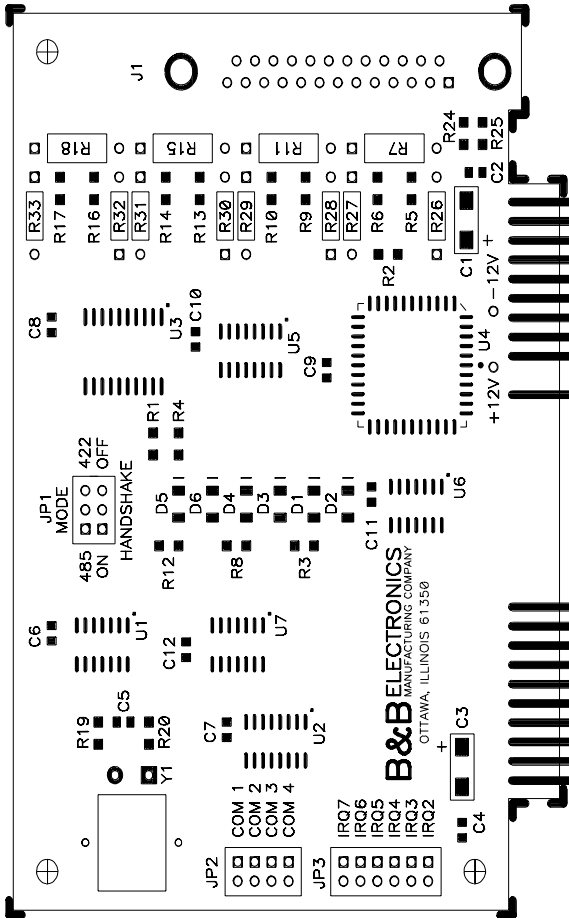 J1
R24
R25
R18
R15
R11
R7
C2
R33
R17
R16
R32
R31
R14
R13
R30
R29
R10
R9
R28
R27
R6
R5
R26
R2
C1
+
-12V
C8
U3
C10
U5
C9
U4
+12V
R1
R4
JP1
MODE
485
422
ON
OFF
HANDSHAKE
D5
D6
D4
D3
D1
D2
C11
U6
R12
R8
R3
C6
U1
C12
U7
B&B ELECTRONICS
MANUFACTURING COMPANY
OTTAWA, ILLINOIS 61350
R19
C5
R20
C7
U2
C3
+
Y1
COM 1
COM 2
COM 3
COM 4
IRQ7
IRQ6
IRQ5
IRQ4
IRQ3
IRQ2
C4
JP2
JP3